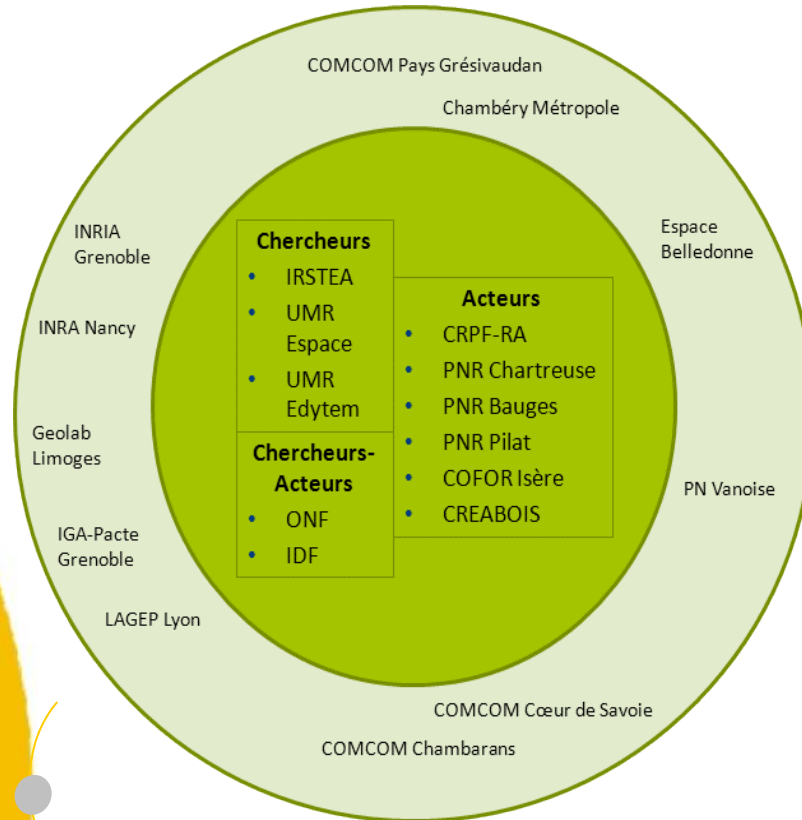 COMCOM Pays Grésivaudan
Chambéry Métropole
INRIA
Grenoble
INRA Nancy
Geolab
Limoges
IGA-Pacte
Grenoble
LAGEP Lyon
Chercheurs
• IRSTEA
• UMR
Espace
• UMR
Edytem
Chercheurs-
Acteurs
• ONF
• IDF
Acteurs
• CRPF-RA
• PNR Chartreuse
• PNR Bauges
• PNR Pilat
• COFOR Isère
• CREABOIS
Espace
Belledonne
PN Vanoise
COMCOM Cœur de Savoie
COMCOM Chambarans